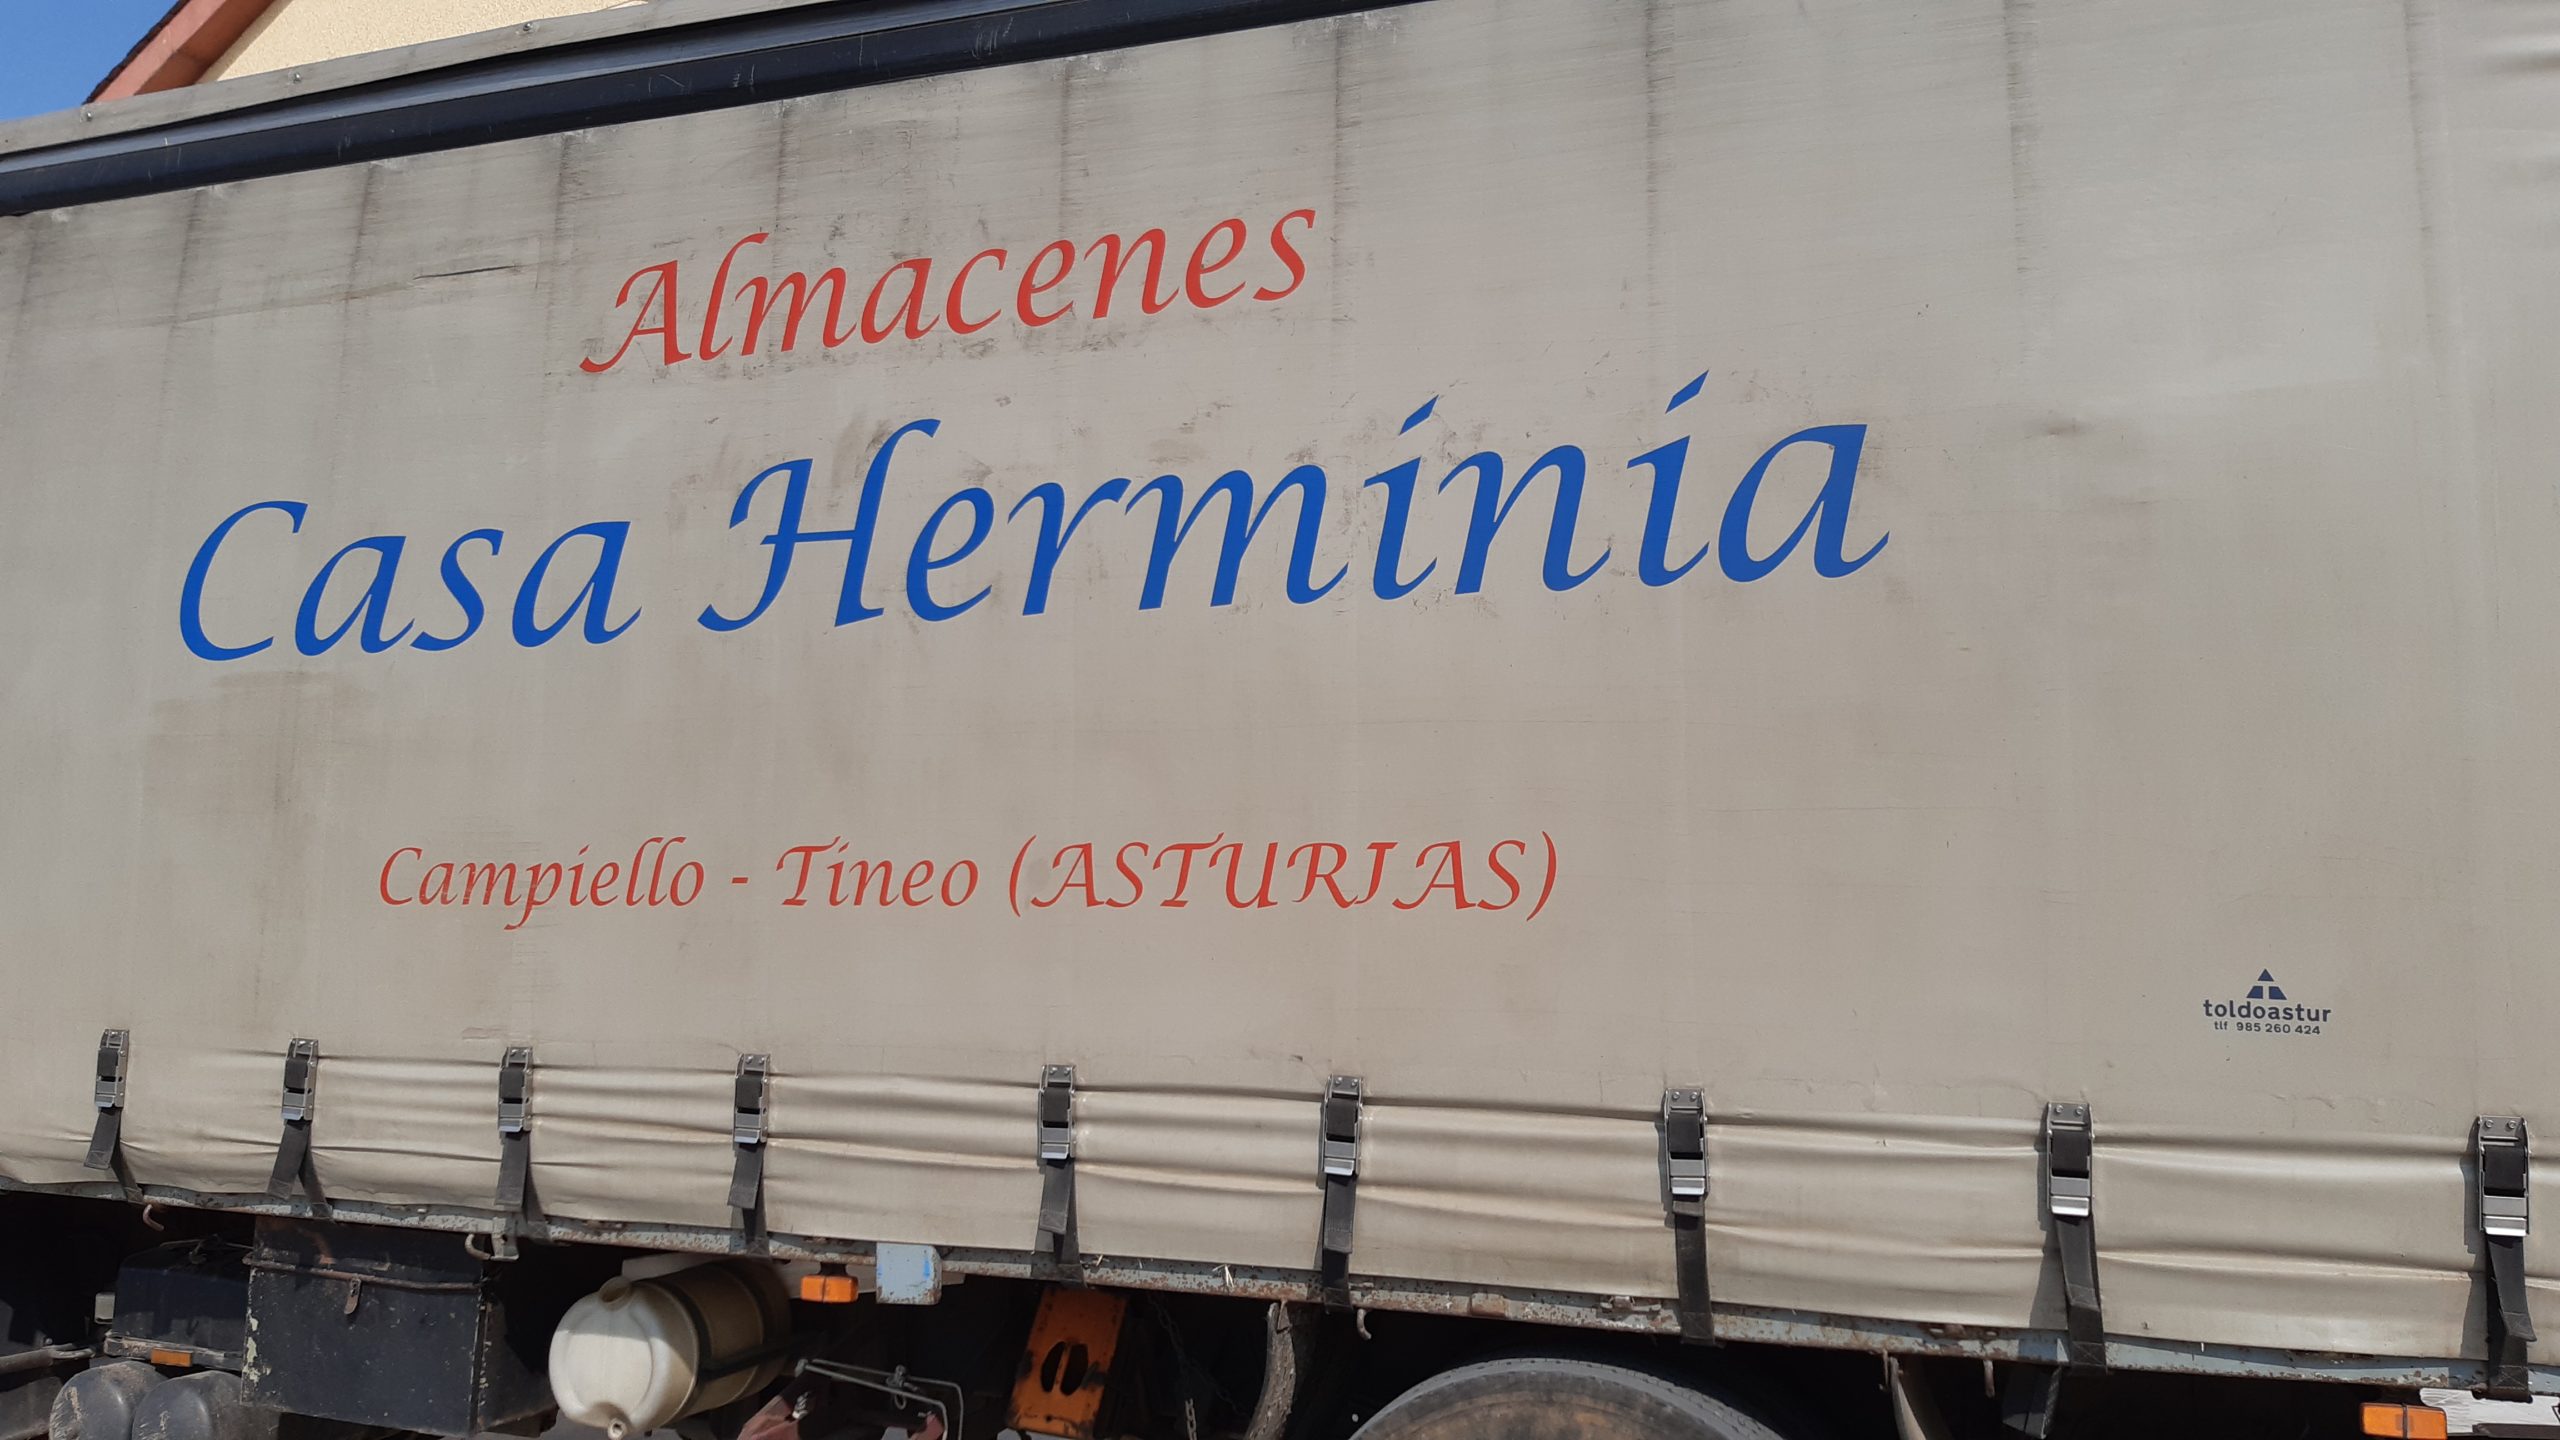 Almacenes
Casa Herminia
Campiello - Tineo (ASTURIAS)
toldoastur
tlf 985 260 424